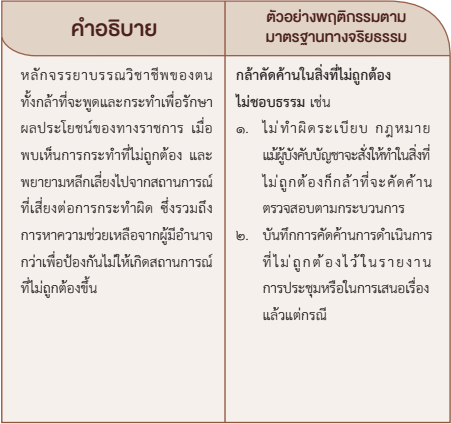 คำอธิบาย
ตัวอย่างพฤติกรรมตาม
มาตรฐานทางจริยธรรม
หลักจรรยาบรรณวิชาชีพของตน
ทั้งกล้าที่จะพูดและกระทำเพื่อรักษา
ผลประโยชน์ของทางราชการ เมื่อ
พบเห็นการกระทำที่ไม่ถูกต้อง และ
พยายามหลีกเลี่ยงไปจากสถานการณ์
ที่เสี่ยงต่อการกระทำผิด ซึ่งรวมถึง
การหาความช่วยเหลือจากผู้มีอำนาจ
กว่าเพื่อป้องกันไม่ให้เกิดสถานการณ์
ที่ไม่ถูกต้องขึ้น
กล้าคัดค้านในสิ่งที่ไม่ถูกต้อง
ไม่ชอบธรรม เช่น
๑. ไม่ทำผิดระเบียบ กฎหมาย
แม้ผู้บังคับบัญชาจะสั่งให้ทำในสิ่งที่
ไม่ถูกต้องก็กล้าที่จะคัดค้าน
ตรวจสอบตามกระบวนการ
๒. บันทึกการคัดค้านการดำเนินการ
ที่ไม่ถูกต้องไว้ในรายงาน
การประชุมหรือในการเสนอเรื่อง
แล้วแต่กรณี